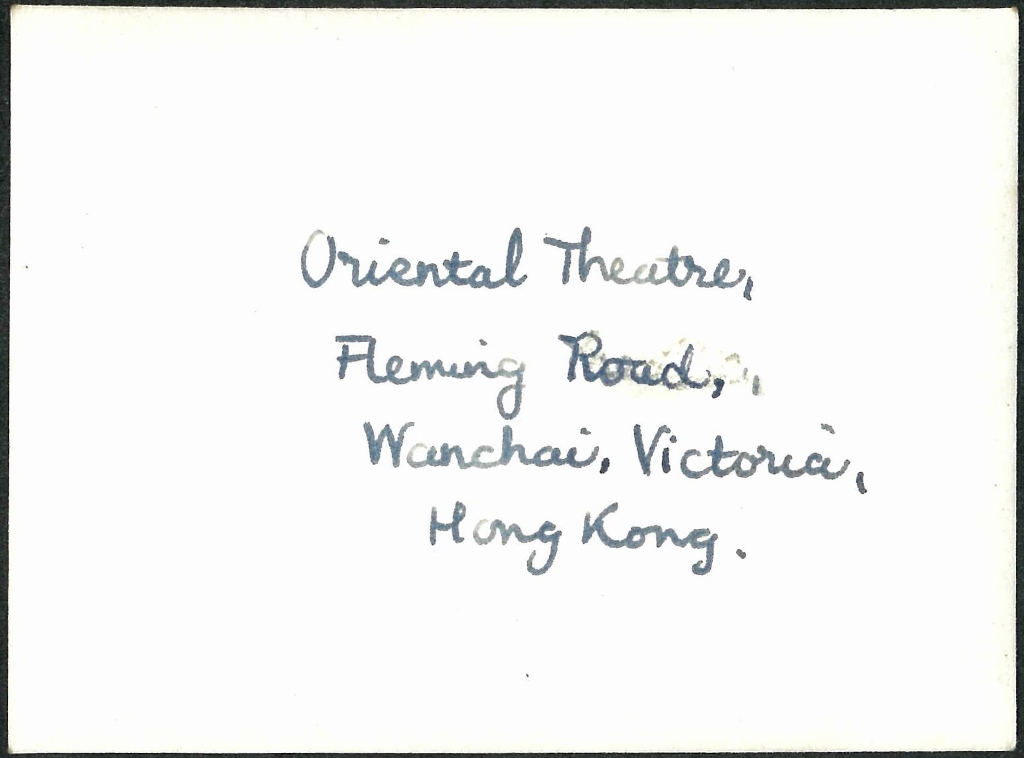 Oriental Theatre,
Fleming Road,,
Wanchai, Victoria,
Hong Kong.